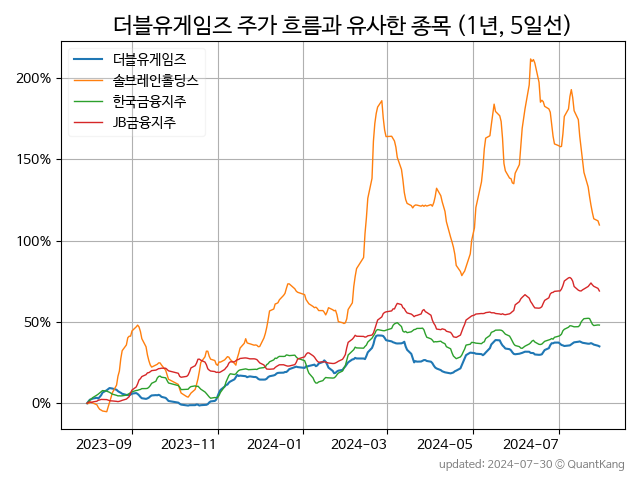 더블유게임즈 주가 흐름과 유사한 종목 (1년, 5일선)
더블유게임즈
솔브레인홀딩스
한국금융지주
JB금융지주
200%
150%
100%
50%
0%
2023-09 2023-11 2024-01 2024-03 2024-05 2024-07
updated: 2024-07-30 © QuantKang